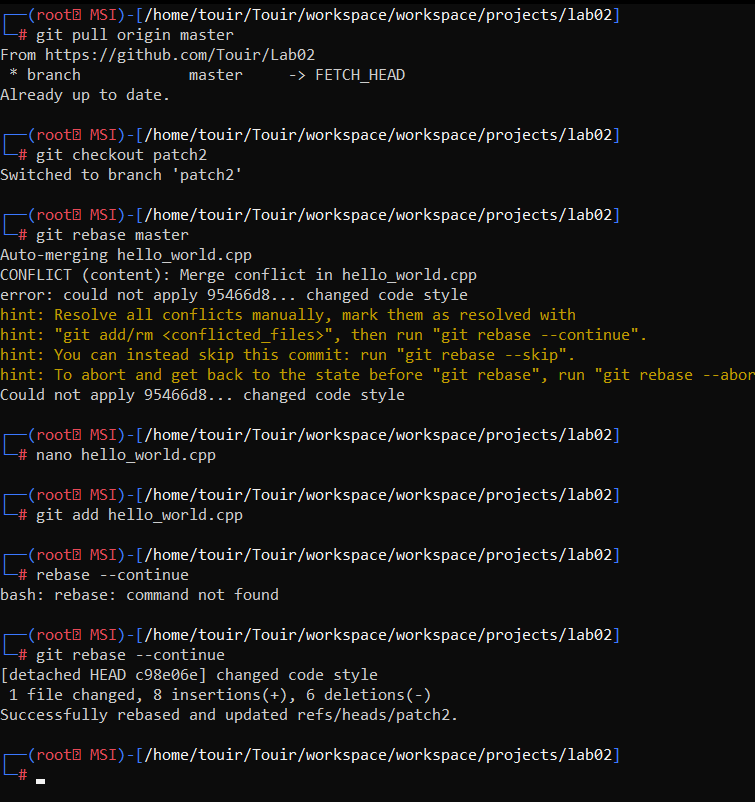 ┌──(root㉿ MSI)-[/home/touir/Touir/workspace/workspace/projects/lab02]
└─# git pull origin master
From https://github.com/Touir/Lab02
 * branch            master     -> FETCH_HEAD
Already up to date.
┌──(root㉿ MSI)-[/home/touir/Touir/workspace/workspace/projects/lab02]
└─# git checkout patch2
Switched to branch 'patch2'
┌──(root㉿ MSI)-[/home/touir/Touir/workspace/workspace/projects/lab02]
└─# git rebase master
Auto-merging hello_world.cpp
CONFLICT (content): Merge conflict in hello_world.cpp
error: could not apply 95466d8... changed code style
hint: Resolve all conflicts manually, mark them as resolved with
hint: "git add/rm <conflicted_files>", then run "git rebase --continue".
hint: You can instead skip this commit: run "git rebase --skip".
hint: To abort and get back to the state before "git rebase", run "git rebase --abor
Could not apply 95466d8... changed code style
┌──(root㉿ MSI)-[/home/touir/Touir/workspace/workspace/projects/lab02]
└─# nano hello_world.cpp
┌──(root㉿ MSI)-[/home/touir/Touir/workspace/workspace/projects/lab02]
└─# git add hello_world.cpp
┌──(root㉿ MSI)-[/home/touir/Touir/workspace/workspace/projects/lab02]
└─# rebase --continue
bash: rebase: command not found
┌──(root㉿ MSI)-[/home/touir/Touir/workspace/workspace/projects/lab02]
└─# git rebase --continue
[detached HEAD c98e06e] changed code style
 1 file changed, 8 insertions(+), 6 deletions(-)
Successfully rebased and updated refs/heads/patch2.
┌──(root㉿ MSI)-[/home/touir/Touir/workspace/workspace/projects/lab02]
└─#